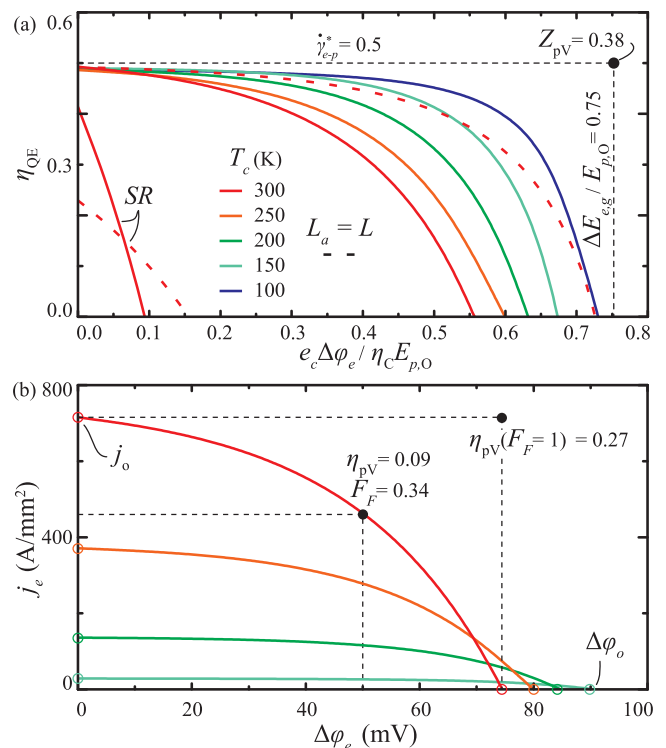 (a)
0.6
γ̇*e-p = 0.5
ZpV = 0.38
ηQE
0.3
SR
Tc (K)
300
250
200
150
100
La = L
ΔEe,g / Ep,O = 0.75
0.0
0.0 0.1 0.2 0.3 0.4 0.5 0.6 0.7 0.8
ecΔφe / ηCEp,O
(b)
800
jo
ηpV(FF = 1) = 0.27
ηpV = 0.09
FF = 0.34
je (A/mm²)
400
Δφo
0
0 20 40 60 80 100
Δφe (mV)